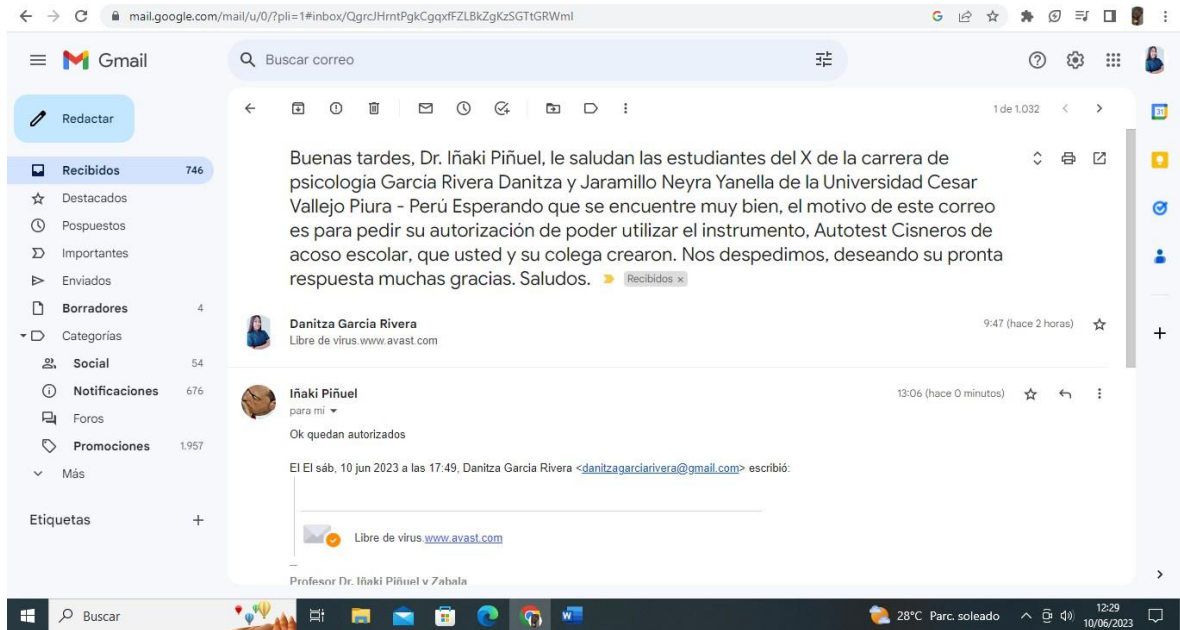 mail.google.com/mail/u/0/?pli=1#inbox/QgrcJHrntPgkCgqxfFZLBkZgKzSGTtGRWml
Gmail
Buscar correo
Redactar
1 de 1.032
Recibidos 746
Destacados
Pospuestos
Importantes
Enviados
Borradores 4
Categorías
Social 54
Notificaciones 676
Foros
Promociones 1.957
Más
Etiquetas
Buenas tardes, Dr. Iñaki Piñuel, le saludan las estudiantes del X de la carrera de
psicología García Rivera Danitza y Jaramillo Neyra Yanella de la Universidad Cesar
Vallejo Piura - Perú Esperando que se encuentre muy bien, el motivo de este correo
es para pedir su autorización de poder utilizar el instrumento, Autotest Cisneros de
acoso escolar, que usted y su colega crearon. Nos despedimos, deseando su pronta
respuesta muchas gracias. Saludos. Recibidos ×
Danitza Garcia Rivera 9:47 (hace 2 horas)
Libre de virus.www.avast.com
Iñaki Piñuel 13:06 (hace 0 minutos)
para mí
Ok quedan autorizados
El El sáb, 10 jun 2023 a las 17:49, Danitza Garcia Rivera <danitzagarciarivera@gmail.com> escribió:
Libre de virus.www.avast.com
--
Profesor Dr. Iñaki Piñuel y Zabala
31
Buscar
28°C Parc. soleado
12:29
10/06/2023